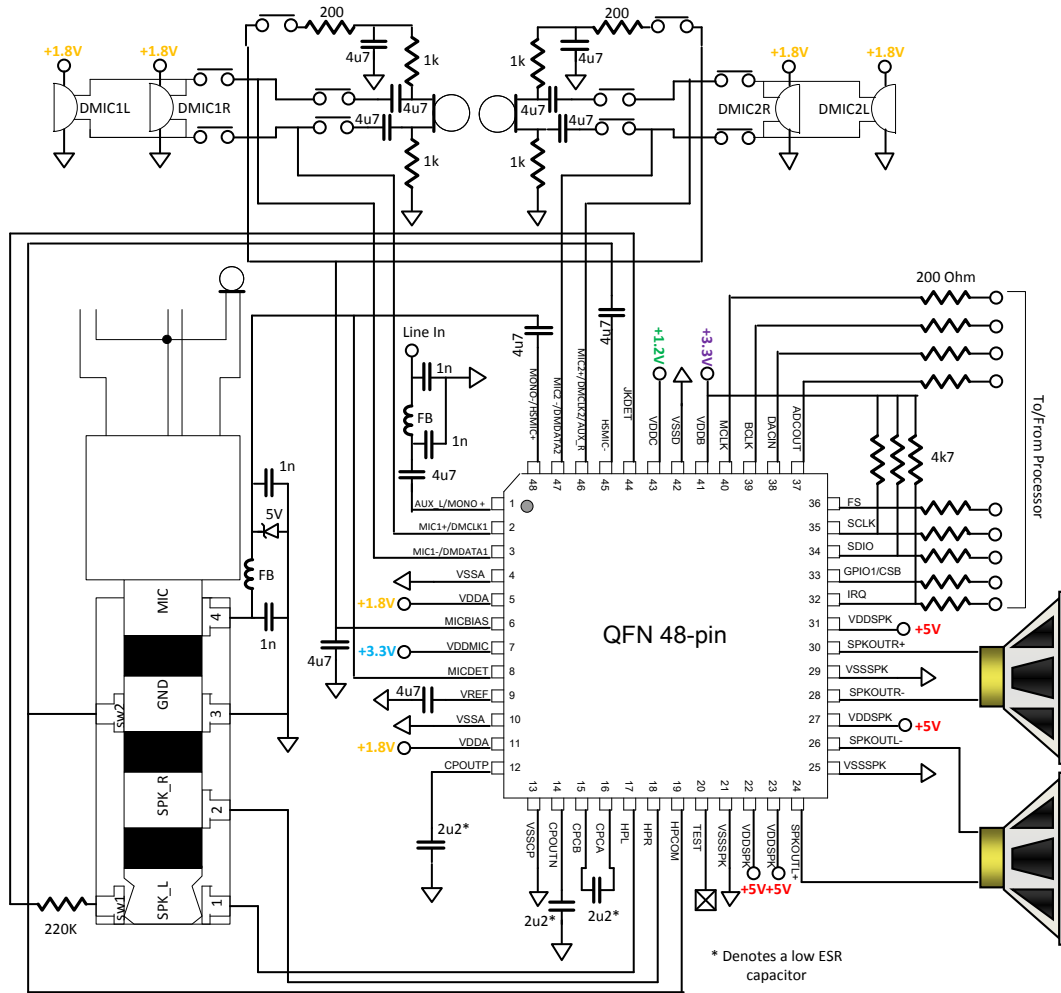 200
200
4u7
4u7
1k
1k
+1.8V
+1.8V
+1.8V
+1.8V
DMIC1L
DMIC1R
DMIC2R
DMIC2L
4u7
4u7
4u7
4u7
1k
1k
200 Ohm
Line In
1n
FB
1n
4u7
4u7
4u7
+1.2V
+3.3V
To/From Processor
4k7
MONO-/HSMIC+
MIC2-/DMDATA2
MIC2+/DMCLK2/AUX_R
HSMIC-
JKDET
VDDC
VSSD
VDDB
MCLK
BCLK
DACIN
ADCOUT
48
47
46
45
44
43
42
41
40
39
38
37
AUX_L/MONO +
1
MIC1+/DMCLK1
2
MIC1-/DMDATA1
3
VSSA
4
+1.8V
VDDA
5
MICBIAS
6
+3.3V
VDDMIC
7
MICDET
8
4u7
4u7
VREF
9
VSSA
10
+1.8V
VDDA
11
CPOUTP
12
QFN 48-pin
36
FS
35
SCLK
34
SDIO
33
GPIO1/CSB
32
IRQ
31
VDDSPK
+5V
30
SPKOUTR+
29
VSSSPK
28
SPKOUTR-
27
VDDSPK
+5V
26
SPKOUTL-
25
VSSSPK
13
14
15
16
17
18
19
20
21
22
23
24
VSSCP
CPOUTN
CPCB
CPCA
HPL
HPR
HPCOM
TEST
VSSSPK
VDDSPK
VDDSPK
SPKOUTL+
+5V
+5V
2u2*
2u2*
2u2*
1n
5V
FB
1n
MIC
4
GND
3
sw2
SPK_R
2
SPK_L
1
sw1
220K
* Denotes a low ESR
capacitor